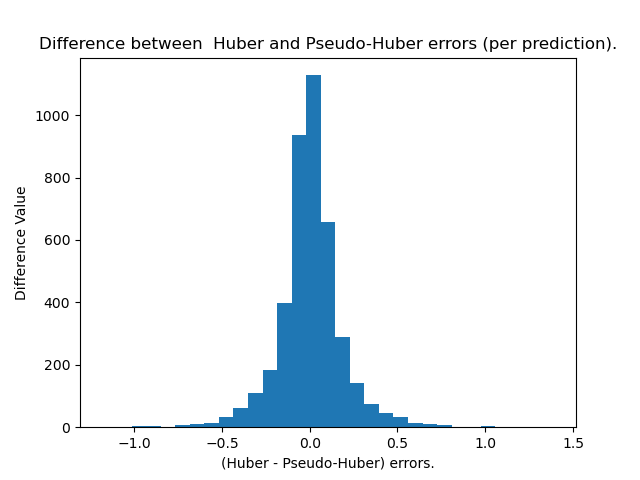 Difference between  Huber and Pseudo-Huber errors (per prediction).
1000
800
600
400
200
0
Difference Value
−1.0 −0.5 0.0 0.5 1.0 1.5
(Huber - Pseudo-Huber) errors.